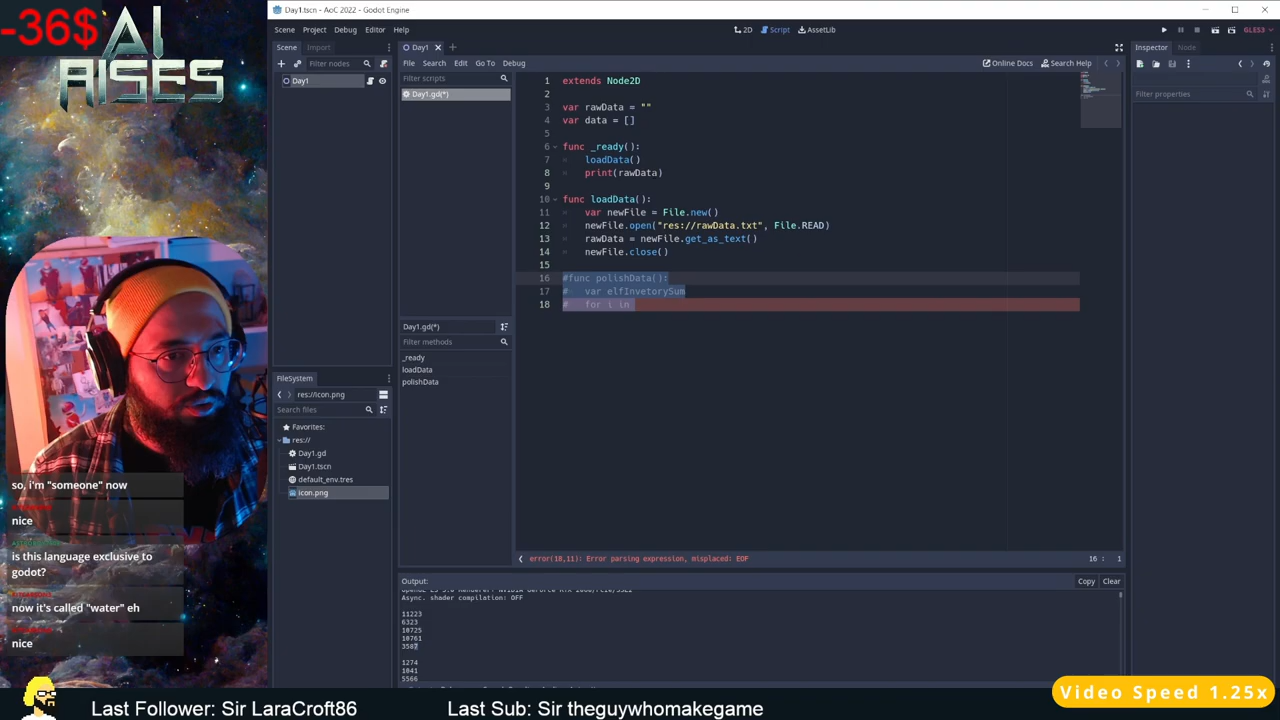 -36$
AI
RISES
Day1.tscn - AoC 2022 - Godot Engine
Scene Project Debug Editor Help
2D Script AssetLib
GLES3
Scene Import
Filter nodes
Day1
Day1
File Search Edit Go To Debug
Online Docs Search Help
Filter scripts
Day1.gd(*)
Day1.gd(*)
Filter methods
_ready
loadData
polishData
1 extends Node2D
2
3 var rawData = ""
4 var data = []
5
6 func _ready():
7 loadData()
8 print(rawData)
9
10 func loadData():
11 var newFile = File.new()
12 newFile.open("res://rawData.txt", File.READ)
13 rawData = newFile.get_as_text()
14 newFile.close()
15
16 #func polishData():
17 # var elfInvetorySum
18 # for i in
error(18,11): Error parsing expression, misplaced: EOF
16 : 1
Inspector Node
Filter properties
FileSystem
res://icon.png
Search files
Favorites:
res://
Day1.gd
Day1.tscn
default_env.tres
icon.png
Output:
Copy Clear
Async. shader compilation: OFF
11223
6323
10725
10761
3587
1274
1041
5566
so, i'm "someone" now
nice
is this language exclusive to
godot?
now it's called "water" eh
nice
Video Speed 1.25x
Last Follower: Sir LaraCroft86
Last Sub: Sir theguywhomakegame